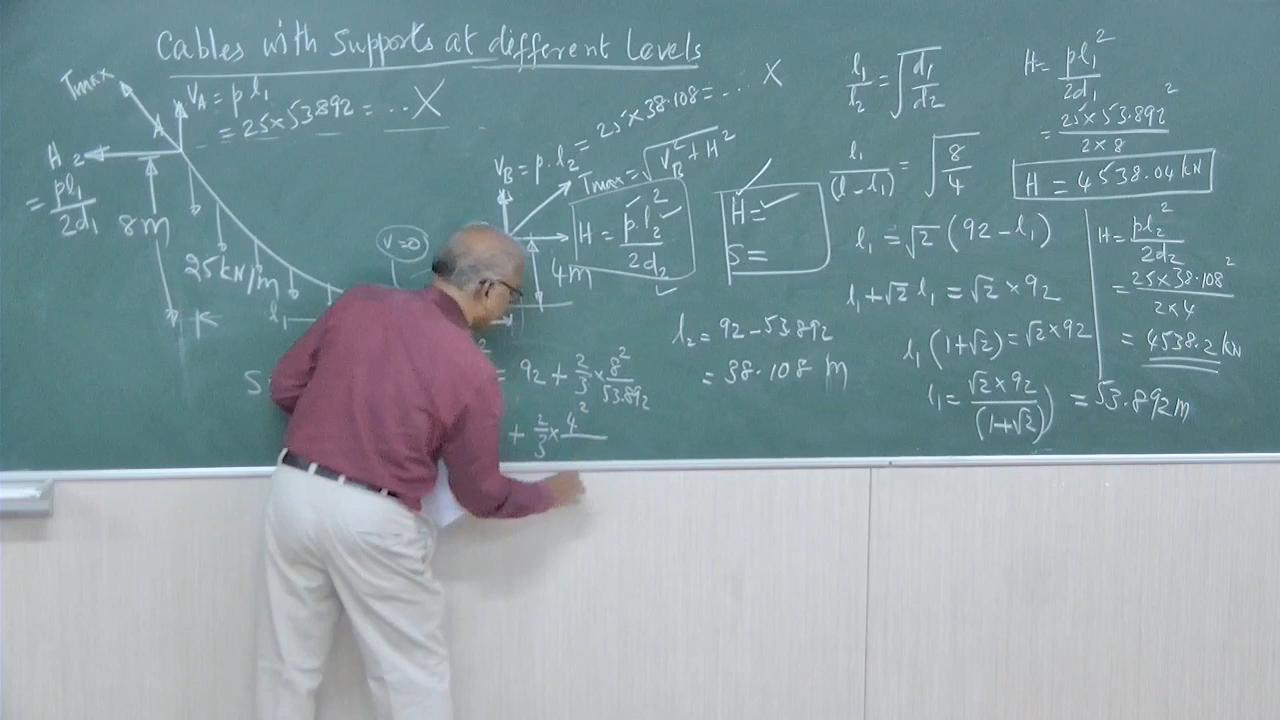 Cables with Supports at different Levels
Tmax
V_A = p l₁
= 25×53.892 = ... X
A
H =
= pl₁²/2d₁
8m
25kN/m
l₁
V=0
V_B = p.l₂ = 25×38.108 = ... X
Tmax = √(V_B² + H²)
H = pl₂²/2d₂
4m
H =
S =
S
= 92 + 2/3 × 8²/53.892
+ 2/3 × 4²
l₂ = 92 - 53.892
= 38.108 m
l₁/l₂ = √(d₁/d₂)
l₁/(l-l₁) = √(8/4)
l₁ = √2 (92 - l₁)
l₁ + √2 l₁ = √2 × 92
l₁ (1+√2) = √2 × 92
l₁ = √2×92/(1+√2) = 53.892m
H = pl₁²/2d₁
= 25×53.892²/2×8
H = 4538.04 kN
H = pl₂²/2d₂
= 25×38.108²/2×4
= 4538.2 kN